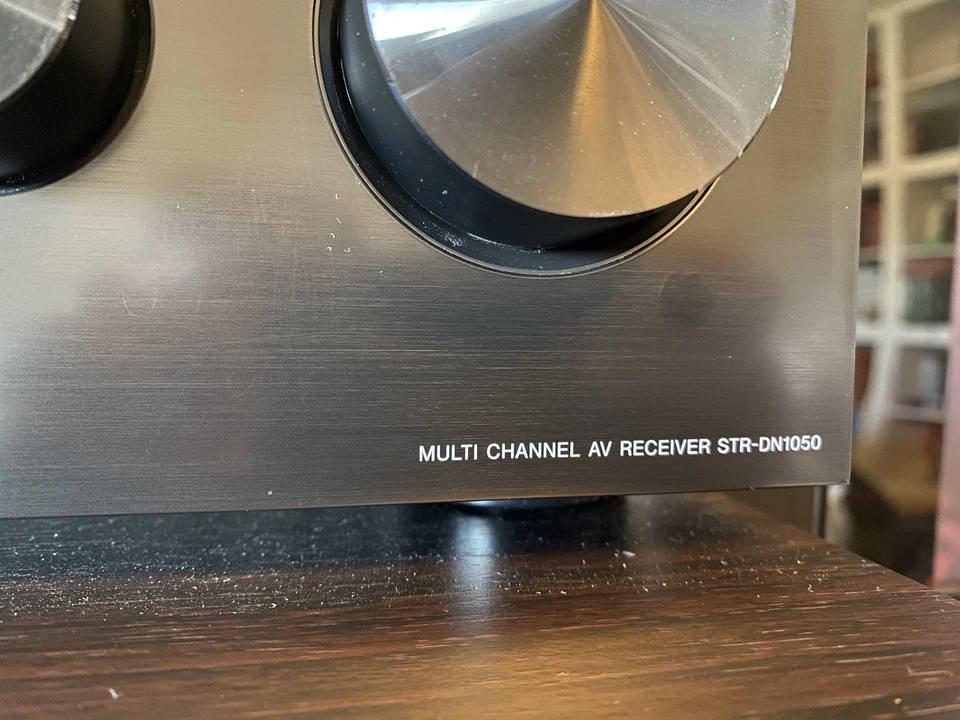 MULTI CHANNEL AV RECEIVER STR-DN1050